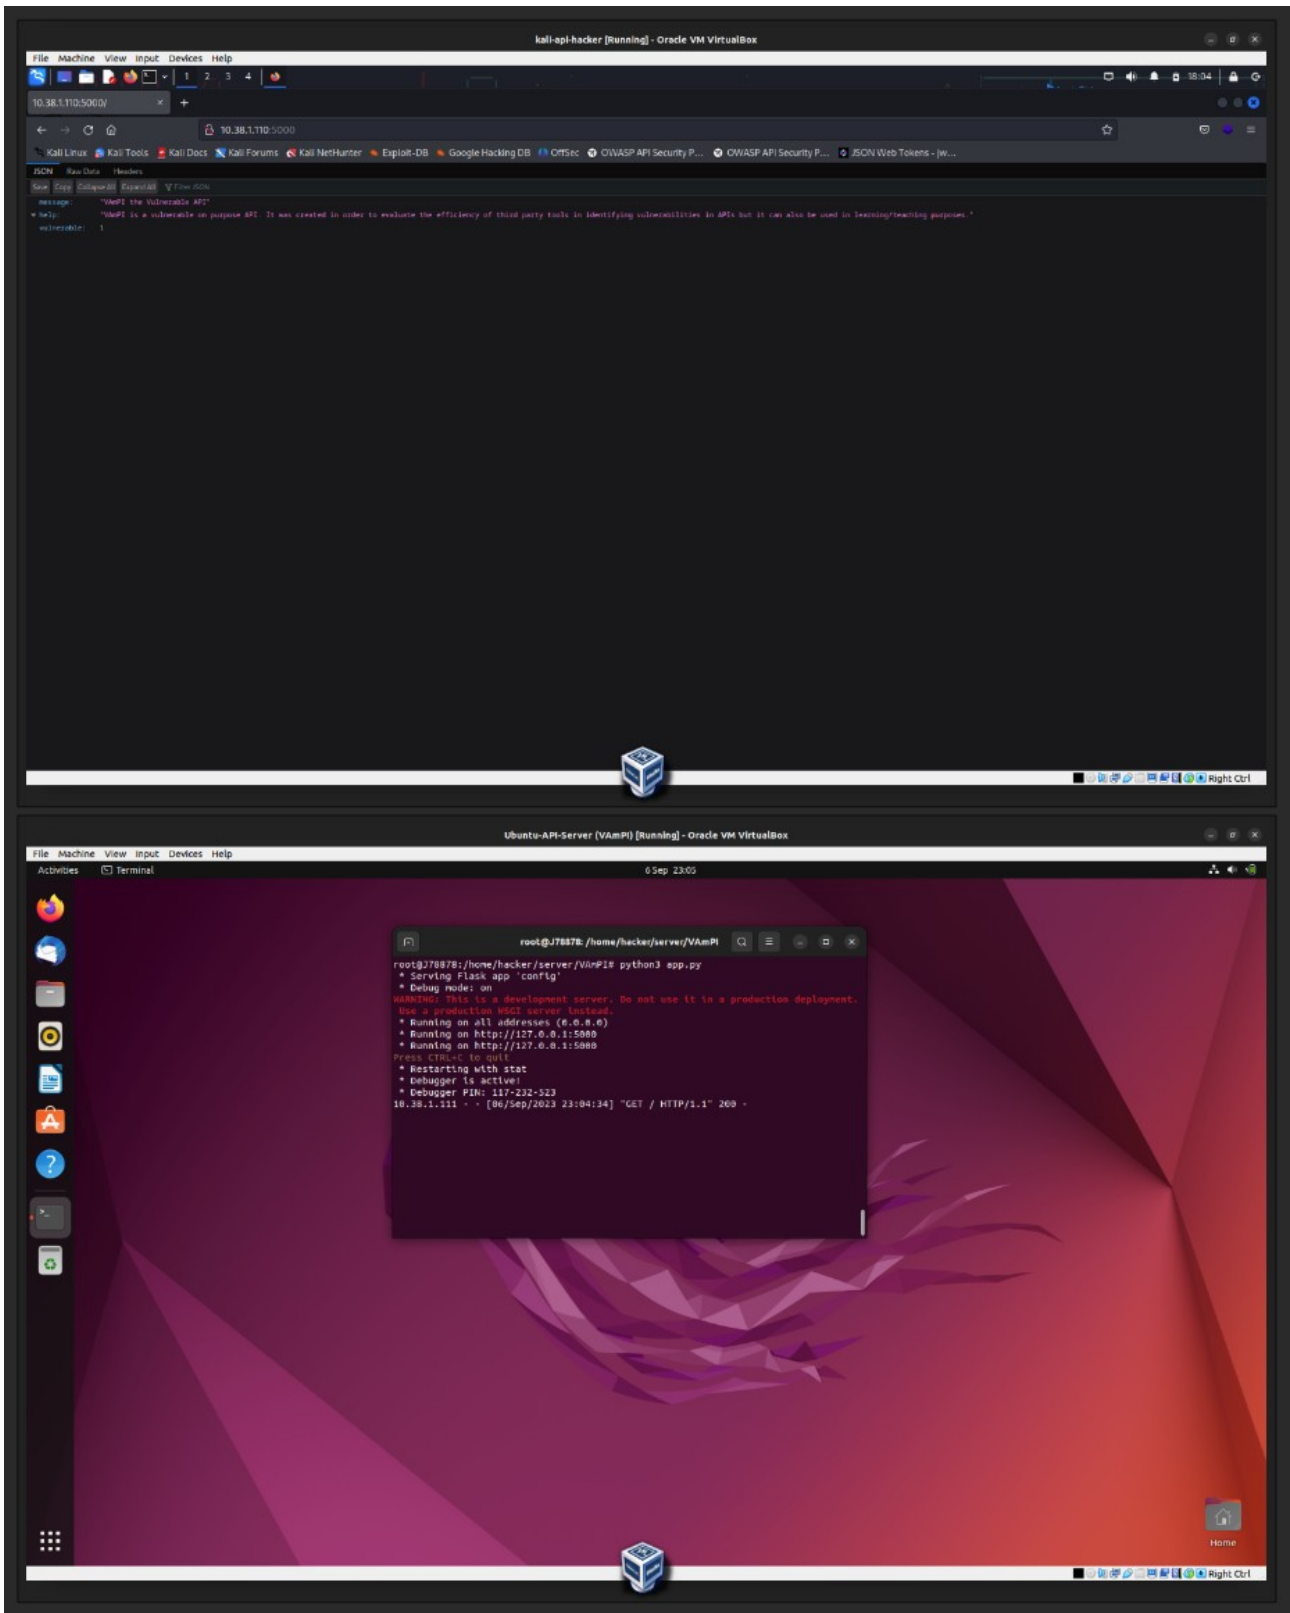 kali-api-hacker [Running] - Oracle VM VirtualBox
File Machine View Input Devices Help
1 2 3 4
18:04
10.38.1.110:5000/
10.38.1.110:5000
Kali Linux Kali Tools Kali Docs Kali Forums Kali NetHunter Exploit-DB Google Hacking DB OffSec OWASP API Security P... OWASP API Security P... JSON Web Tokens - jw...
JSON Raw Data Headers
Save Copy Collapse All Expand All Filter JSON
message: "VAmPI the Vulnerable API"
help: "VAmPI is a vulnerable on purpose API. It was created in order to evaluate the efficiency of third party tools in identifying vulnerabilities in APIs but it can also be used in learning/teaching purposes."
vulnerable: 1
Right Ctrl
Ubuntu-API-Server (VAmPI) [Running] - Oracle VM VirtualBox
File Machine View Input Devices Help
Activities Terminal 6 Sep 23:05
root@J78878: /home/hacker/server/VAmPI
root@J78878:/home/hacker/server/VAmPI# python3 app.py
* Serving Flask app 'config'
* Debug mode: on
WARNING: This is a development server. Do not use it in a production deployment.
Use a production WSGI server instead.
* Running on all addresses (0.0.0.0)
* Running on http://127.0.0.1:5000
* Running on http://127.0.0.1:5000
Press CTRL+C to quit
* Restarting with stat
* Debugger is active!
* Debugger PIN: 117-232-523
10.38.1.111 - - [06/Sep/2023 23:04:34] "GET / HTTP/1.1" 200 -
Home
Right Ctrl